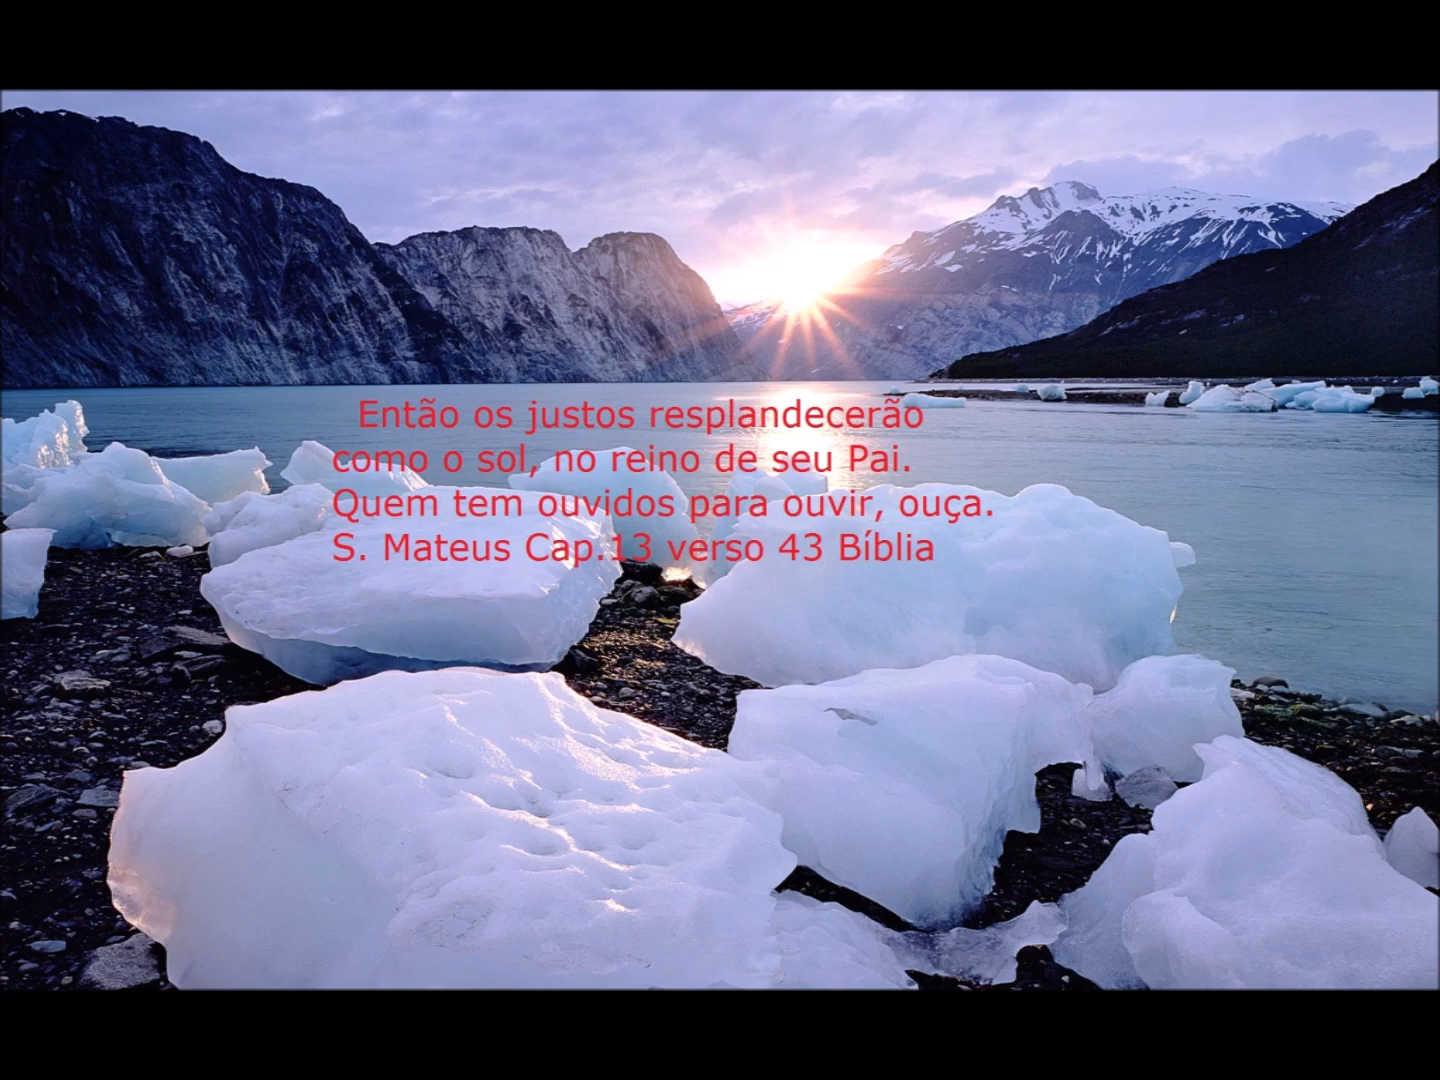 Então os justos resplandecerão
como o sol, no reino de seu Pai.
Quem tem ouvidos para ouvir, ouça.
S. Mateus Cap.13 verso 43 Bíblia